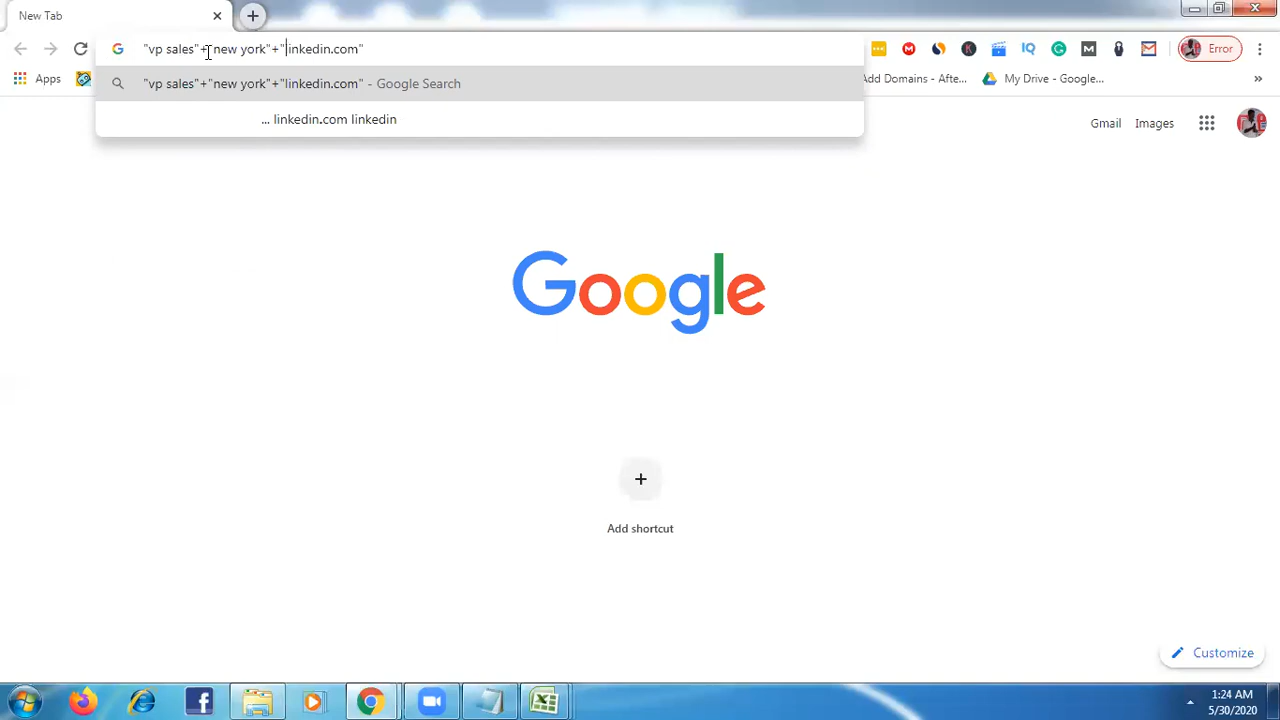 New Tab
"vp sales"+"new york"+"linkedin.com"
Error
"vp sales"+"new york"+"linkedin.com" - Google Search
Apps
Add Domains - Afte...
My Drive - Google...
»
... linkedin.com linkedin
Gmail
Images
Google
Add shortcut
Customize
1:24 AM
5/30/2020